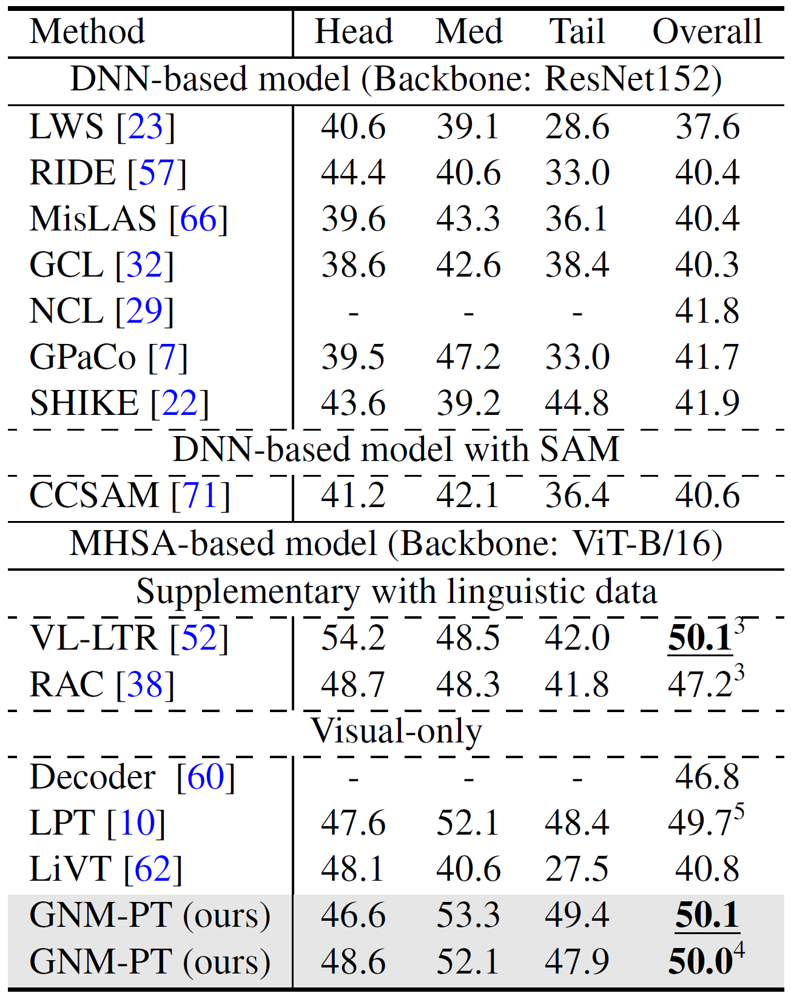 Method Head Med Tail Overall
DNN-based model (Backbone: ResNet152)
LWS [23] 40.6 39.1 28.6 37.6
RIDE [57] 44.4 40.6 33.0 40.4
MisLAS [66] 39.6 43.3 36.1 40.4
GCL [32] 38.6 42.6 38.4 40.3
NCL [29] - - - 41.8
GPaCo [7] 39.5 47.2 33.0 41.7
SHIKE [22] 43.6 39.2 44.8 41.9
DNN-based model with SAM
CCSAM [71] 41.2 42.1 36.4 40.6
MHSA-based model (Backbone: ViT-B/16)
Supplementary with linguistic data
VL-LTR [52] 54.2 48.5 42.0 50.1³
RAC [38] 48.7 48.3 41.8 47.2³
Visual-only
Decoder [60] - - - 46.8
LPT [10] 47.6 52.1 48.4 49.7⁵
LiVT [62] 48.1 40.6 27.5 40.8
GNM-PT (ours) 46.6 53.3 49.4 50.1
GNM-PT (ours) 48.6 52.1 47.9 50.0⁴